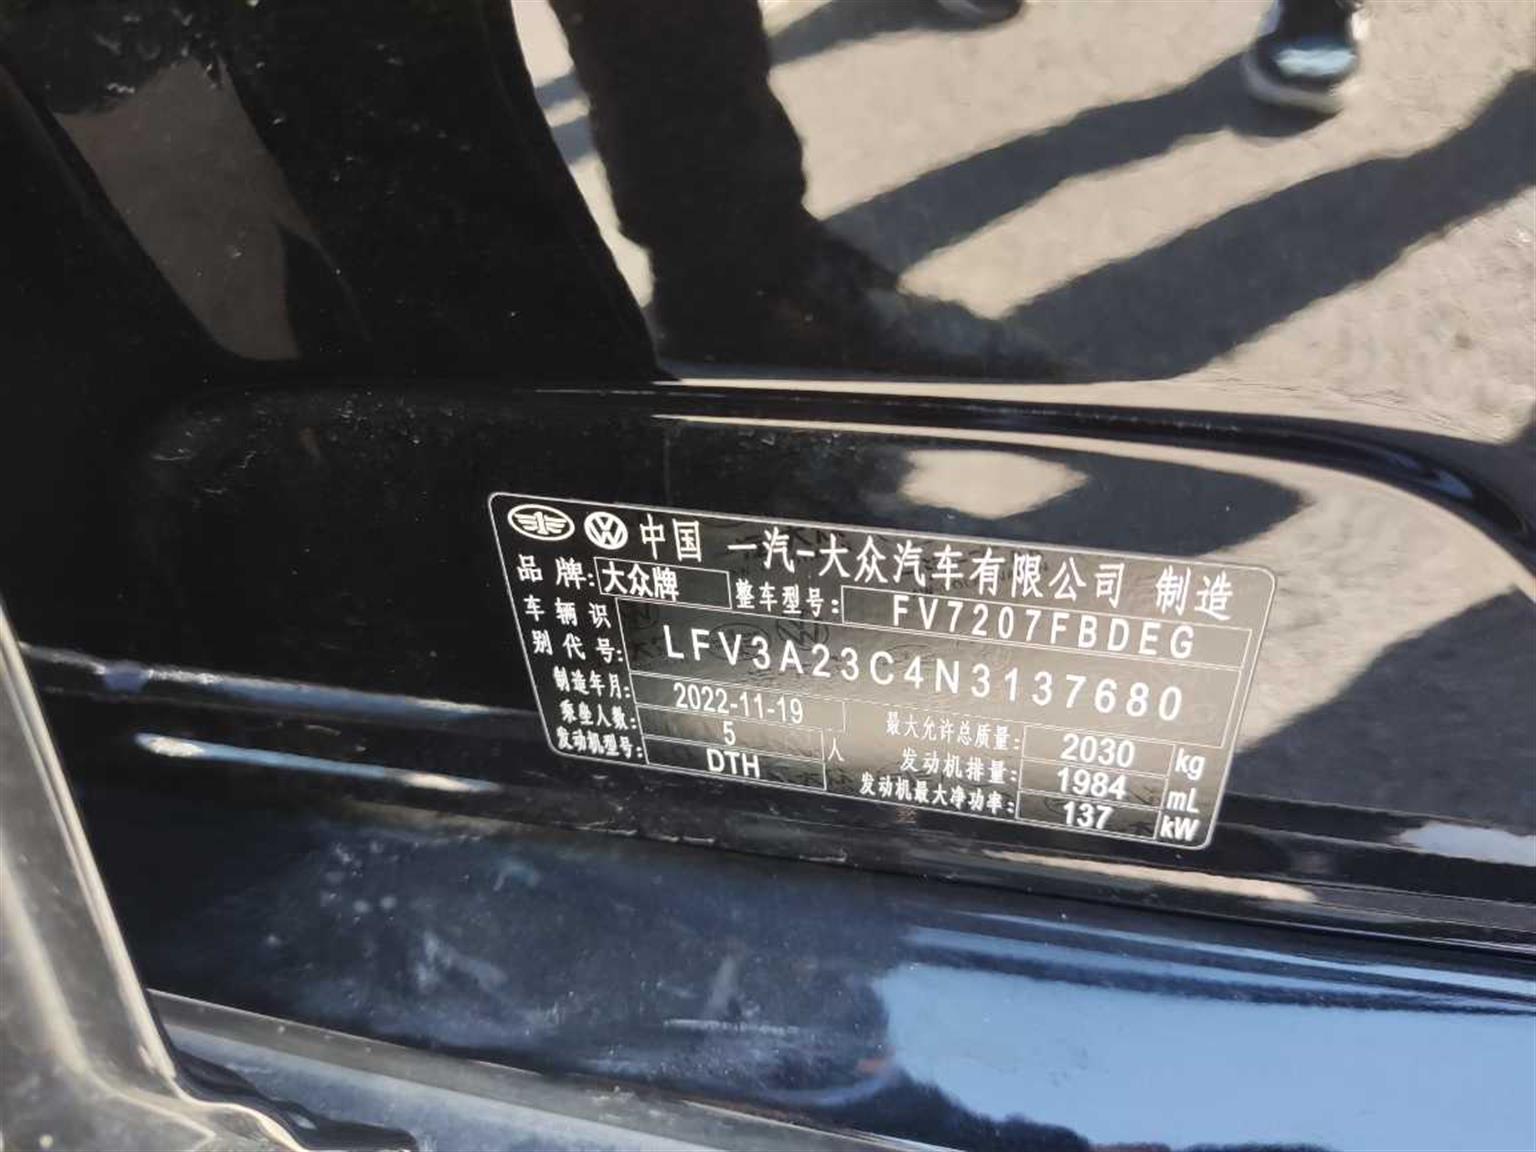 中国 一汽-大众汽车有限公司 制造
品牌: 大众牌 整车型号: FV7207FBDEG
车辆识别代号: LFV3A23C4N3137680
制造年月: 2022-11-19 最大允许总质量: 2030 kg
乘坐人数: 5 人 发动机排量: 1984 mL
发动机型号: DTH 发动机最大净功率: 137 kW